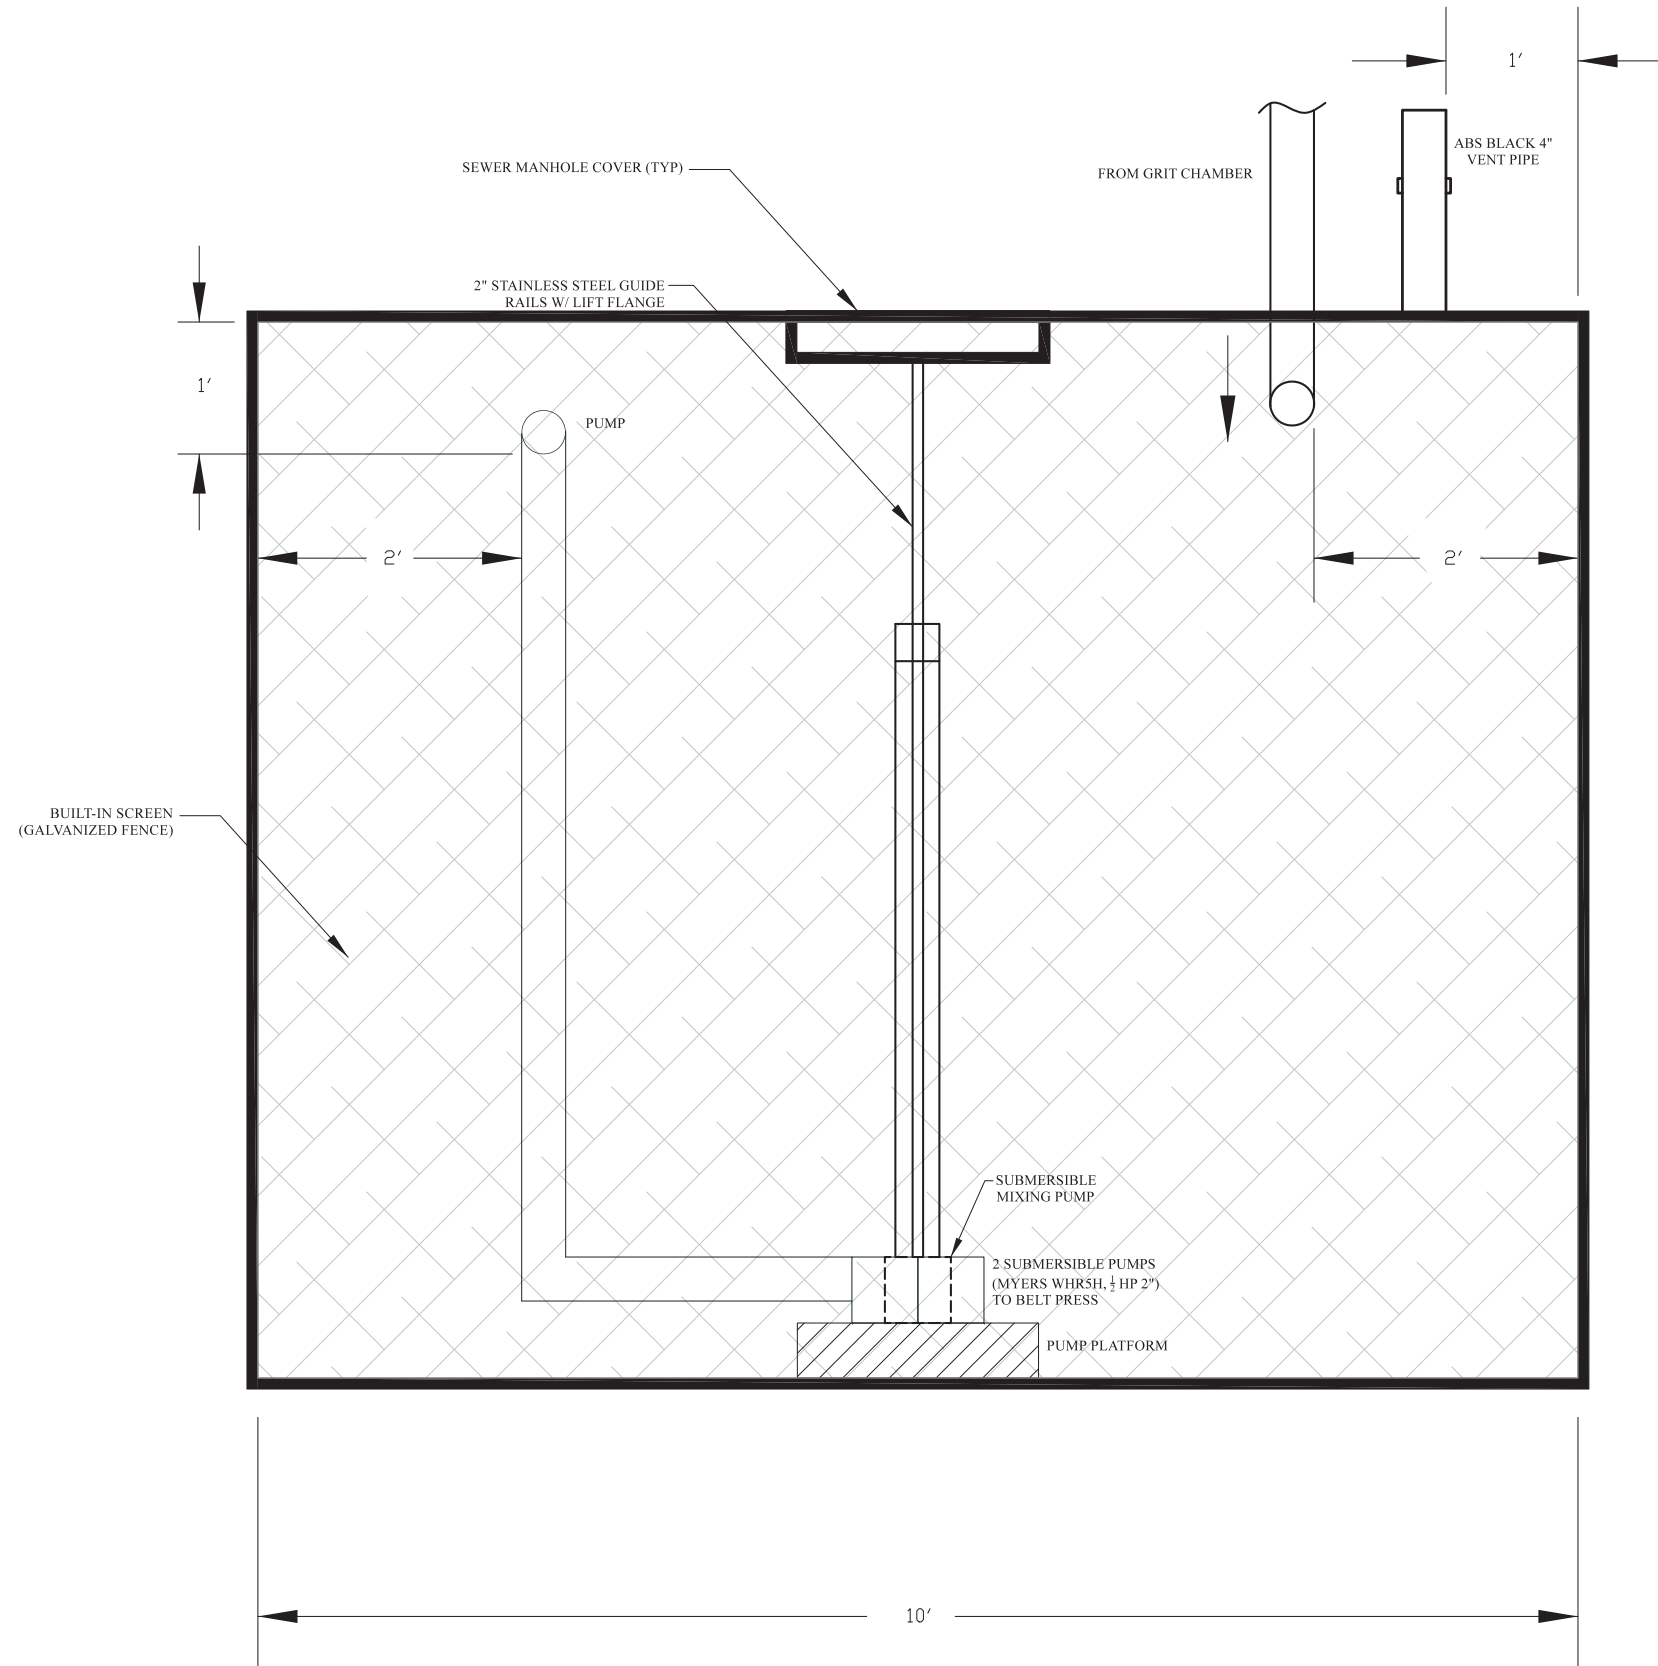 1′
ABS BLACK 4"
VENT PIPE
SEWER MANHOLE COVER (TYP)
FROM GRIT CHAMBER
2" STAINLESS STEEL GUIDE
RAILS W/ LIFT FLANGE
1′
PUMP
2′
2′
BUILT-IN SCREEN
(GALVANIZED FENCE)
SUBMERSIBLE
MIXING PUMP
2 SUBMERSIBLE PUMPS
(MYERS WHR5H, ½ HP 2")
TO BELT PRESS
PUMP PLATFORM
10′